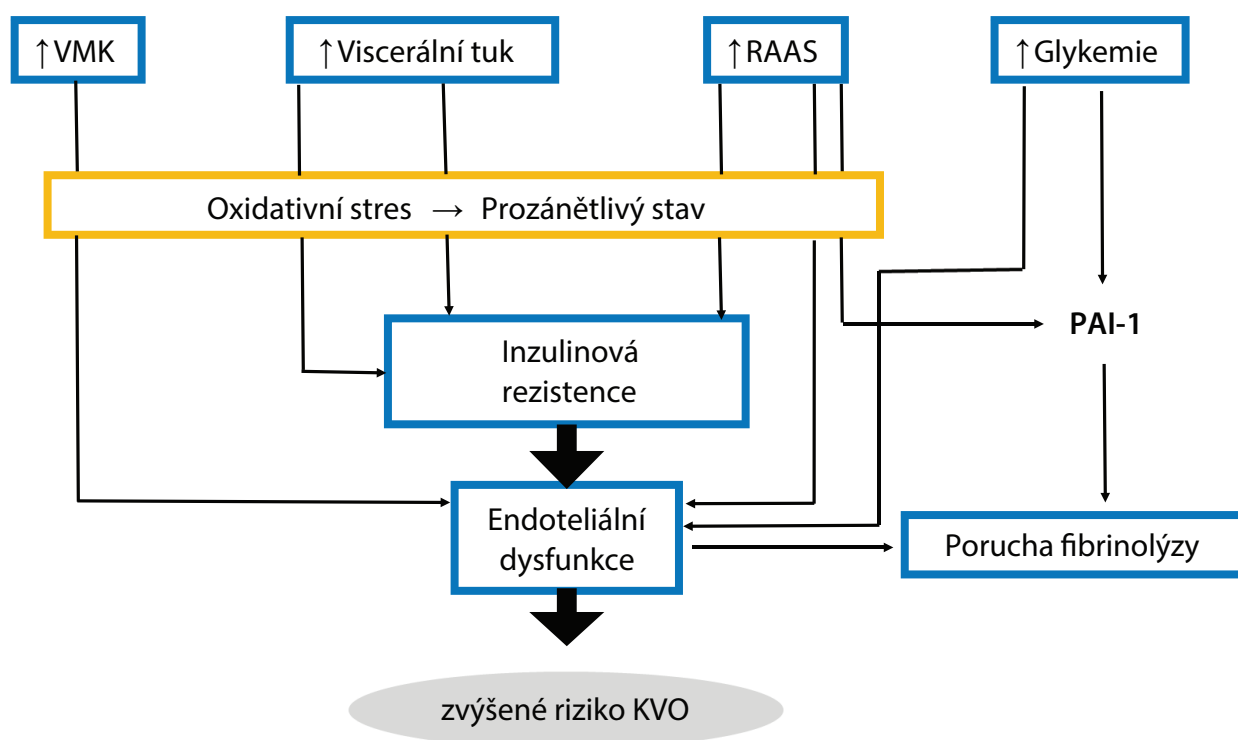 ↑VMK
↑Viscerální tuk
↑RAAS
↑Glykemie
Oxidativní stres → Prozánětlivý stav
PAI-1
Inzulinová
rezistence
Endoteliální
dysfunkce
Porucha fibrinolýzy
zvýšené riziko KVO